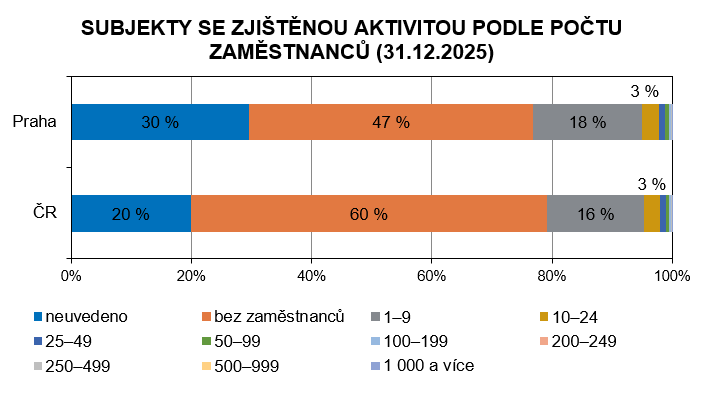 SUBJEKTY SE ZJIŠTĚNOU AKTIVITOU PODLE POČTU
ZAMĚSTNANCŮ (31.12.2025)
3 %
Praha 30 % 47 % 18 %
3 %
ČR 20 % 60 % 16 %
0% 20% 40% 60% 80% 100%
neuvedeno bez zaměstnanců 1–9 10–24
25–49 50–99 100–199 200–249
250–499 500–999 1 000 a více